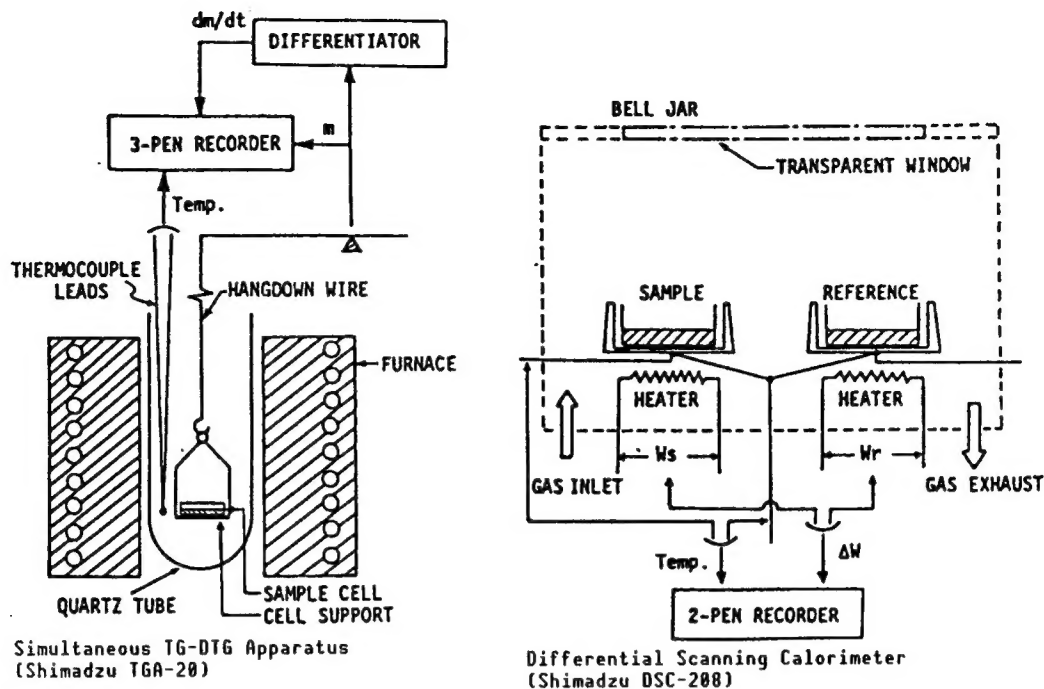 dm/dt
DIFFERENTIATOR
3-PEN RECORDER
m
Temp.
THERMOCOUPLE
LEADS
HANGDOWN WIRE
FURNACE
QUARTZ TUBE
SAMPLE CELL
CELL SUPPORT
Simultaneous TG-DTG Apparatus
(Shimadzu TGA-20)
BELL JAR
TRANSPARENT WINDOW
SAMPLE
REFERENCE
HEATER
HEATER
Ws
Wr
GAS INLET
GAS EXHAUST
Temp.
ΔW
2-PEN RECORDER
Differential Scanning Calorimeter
(Shimadzu DSC-208)